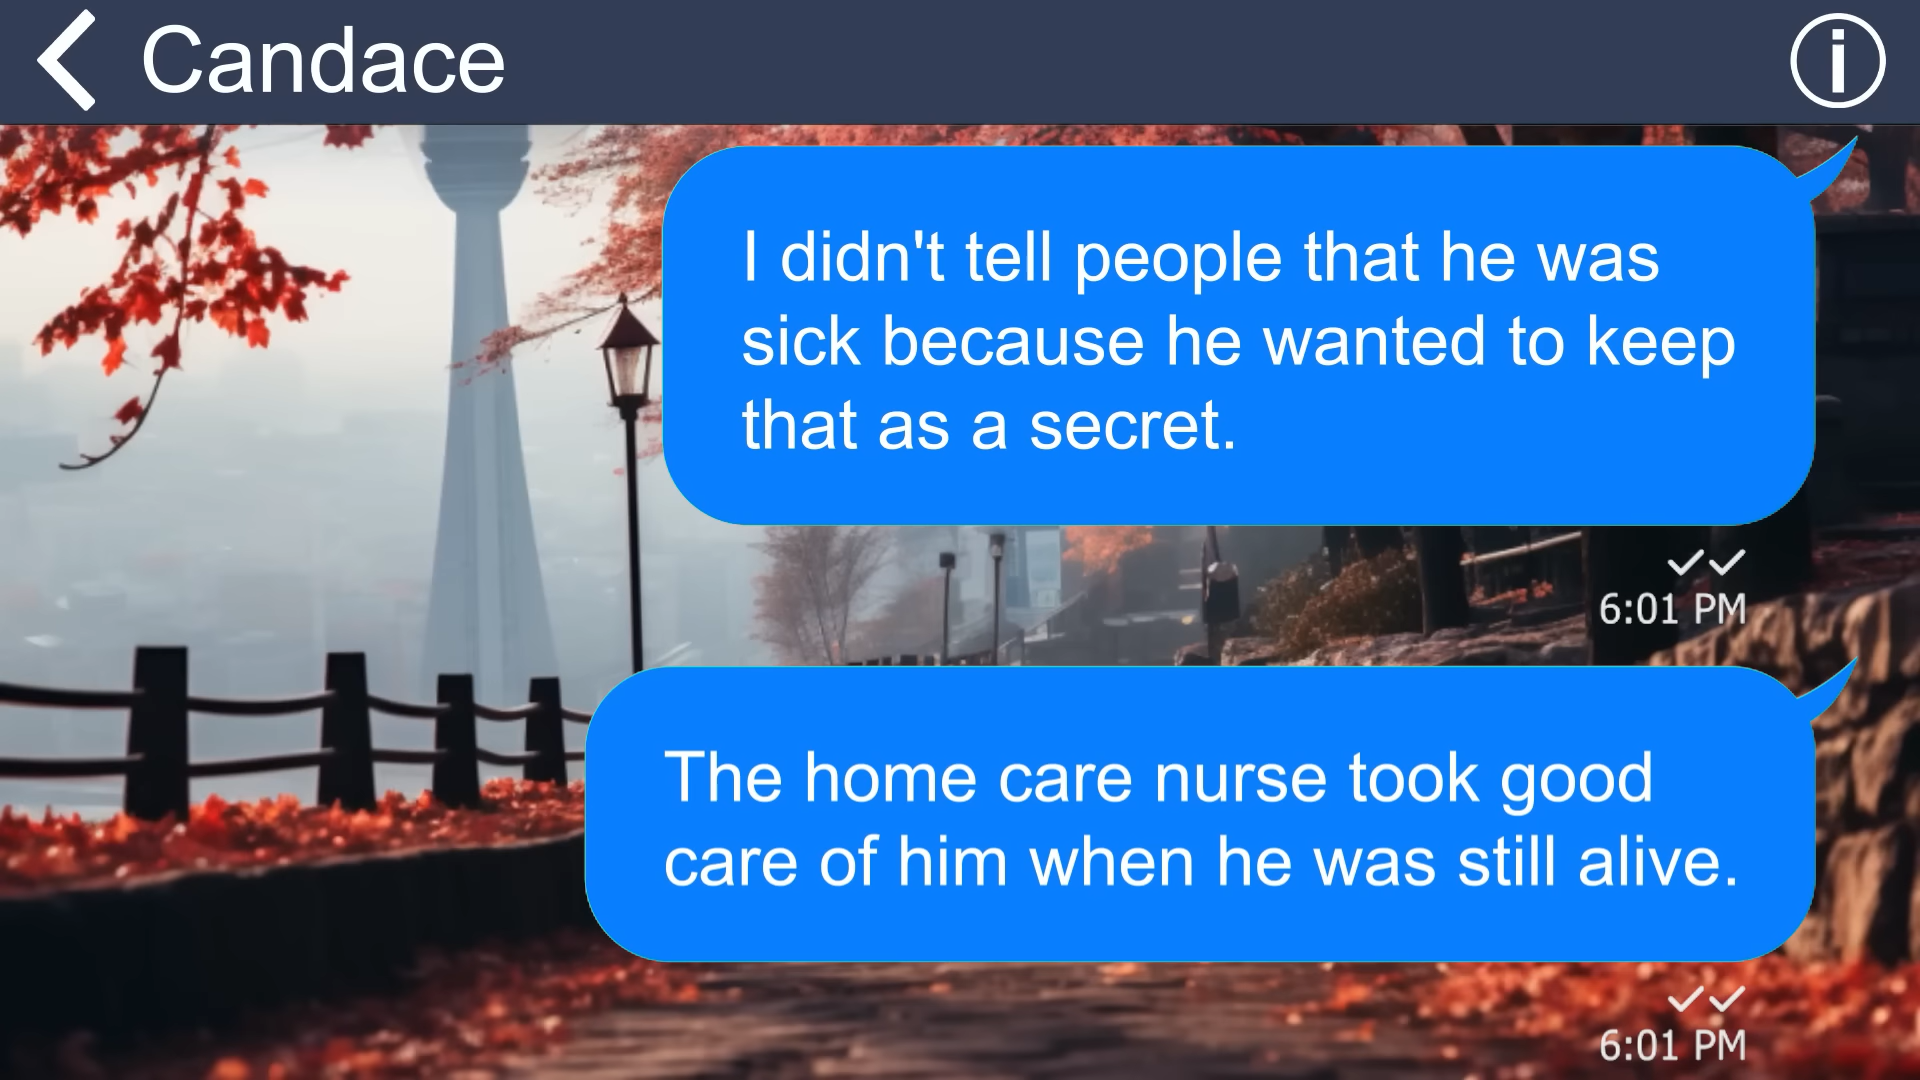 Candace
I didn't tell people that he was
sick because he wanted to keep
that as a secret.
6:01 PM
The home care nurse took good
care of him when he was still alive.
6:01 PM